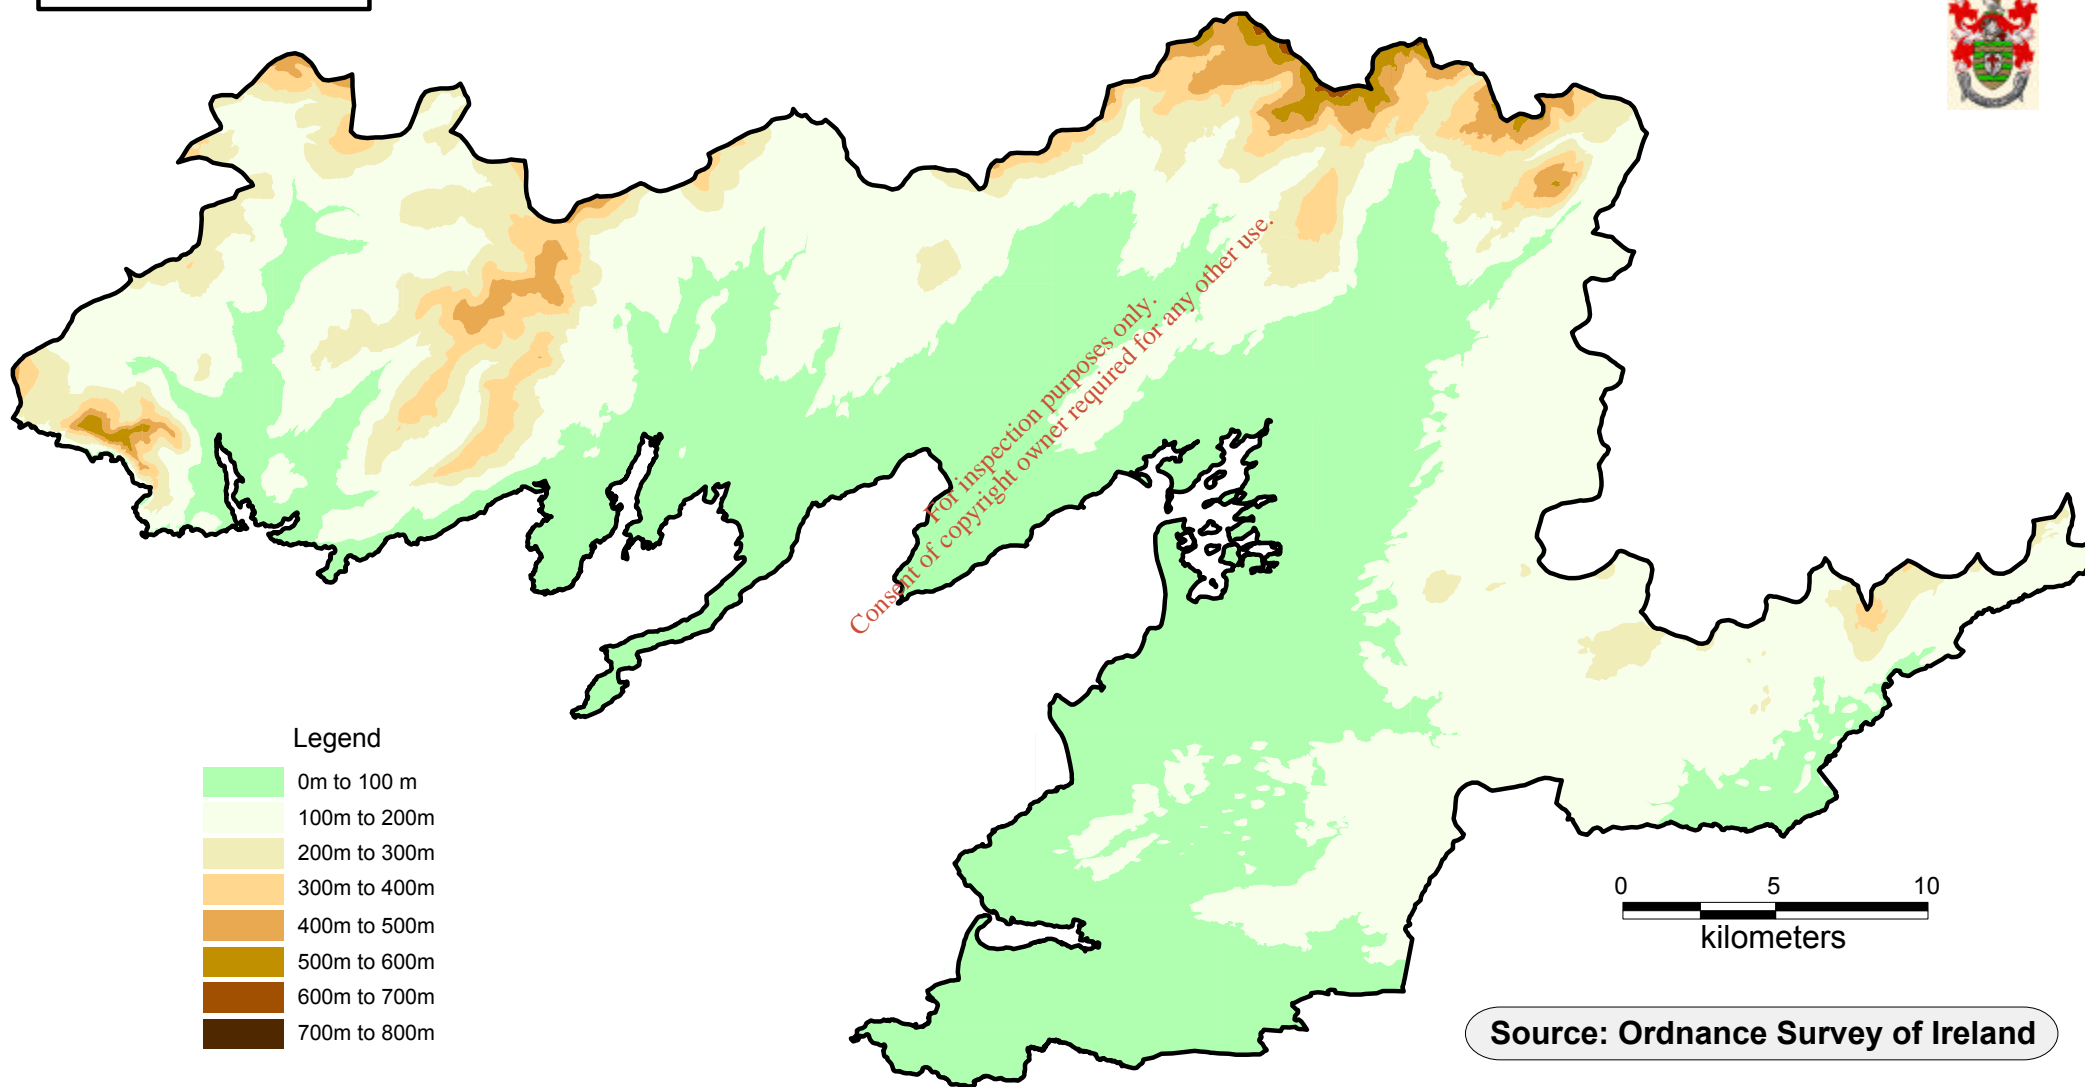 For inspection purposes only.
Consent of copyright owner required for any other use.
Legend
0m to 100 m
100m to 200m
200m to 300m
300m to 400m
400m to 500m
500m to 600m
600m to 700m
700m to 800m
0 5 10
kilometers
Source: Ordnance Survey of Ireland